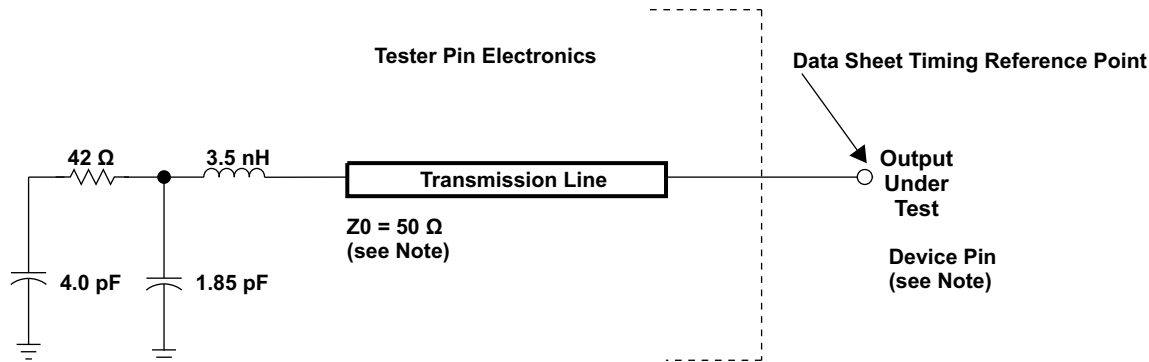 Tester Pin Electronics
Data Sheet Timing Reference Point
42 Ω
3.5 nH
Transmission Line
Output
Under
Test
Z0 = 50 Ω
(see Note)
Device Pin
(see Note)
4.0 pF
1.85 pF